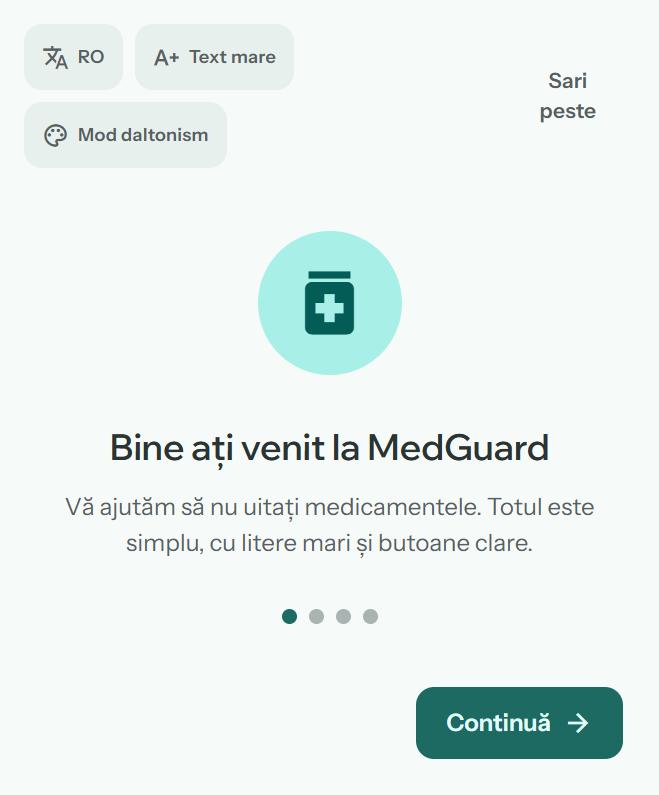 RO
A+ Text mare
Mod daltonism
Sari
peste
Bine ați venit la MedGuard
Vă ajutăm să nu uitați medicamentele. Totul este
simplu, cu litere mari și butoane clare.
Continuă